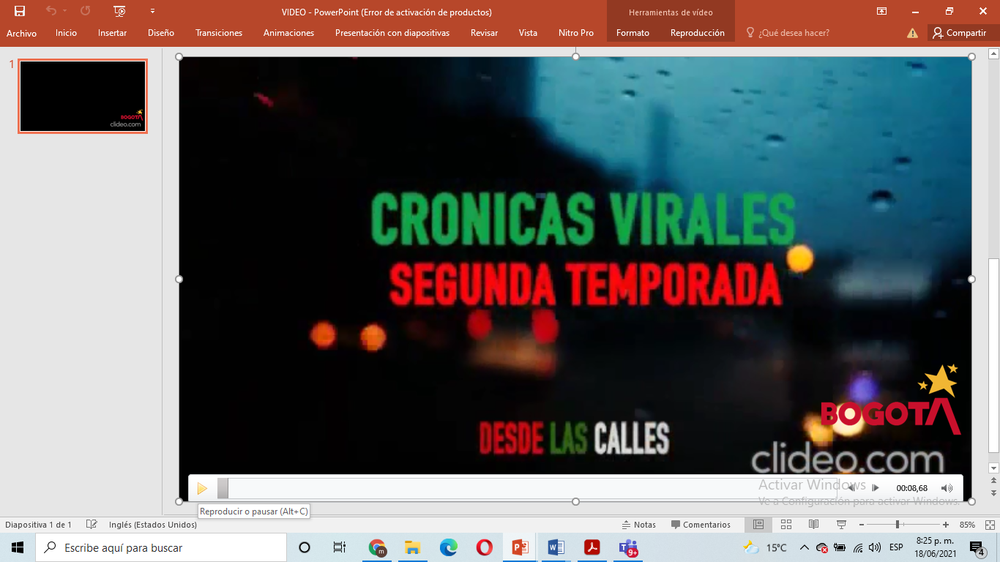 VIDEO - PowerPoint (Error de activación de productos)
Herramientas de vídeo
Archivo Inicio Insertar Diseño Transiciones Animaciones Presentación con diapositivas Revisar Vista Nitro Pro Formato Reproducción ¿Qué desea hacer? Compartir
1
BOGOTA
clideo.com
CRONICAS VIRALES
SEGUNDA TEMPORADA
BOGOTA
DESDE LAS CALLES
clideo.com
Activar Windows
Ve a Configuración para activar Windows.
00:08,68
Reproducir o pausar (Alt+C)
Diapositiva 1 de 1 Inglés (Estados Unidos) Notas Comentarios 85%
Escribe aquí para buscar
m
9+
15°C
ESP
8:25 p. m.
18/06/2021
4